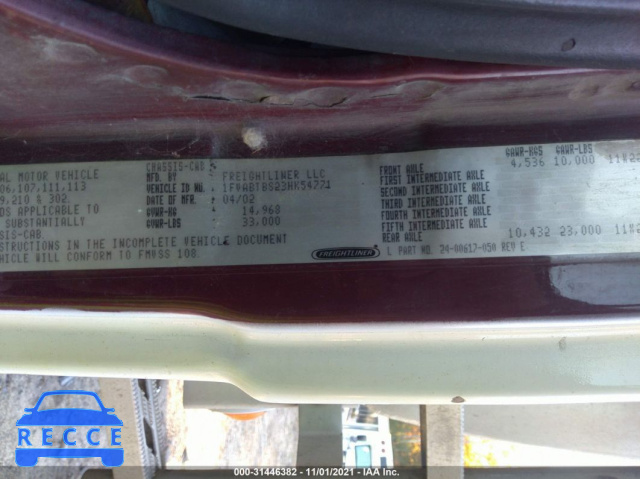 AL MOTOR VEHICLE
06,107,111,113
9,210 & 302.
DS APPLICABLE TO
SUBSTANTIALLY
SIS-CAB.
NSTRUCTIONS IN THE INCOMPLETE VEHICLE DOCUMENT
EHICLE WILL CONFORM TO FMVSS 108.
CHASSIS-CAB
MFD. BY FREIGHTLINER LLC
VEHICLE ID NO.
DATE OF MFR. 04/02
GVWR-KG 14,968
GVWR-LBS 33,000
GAWR-KGS GAWR-LBS
FRONT AXLE 4,536 10,000
FIRST INTERMEDIATE AXLE
SECOND INTERMEDIATE AXLE
THIRD INTERMEDIATE AXLE
FOURTH INTERMEDIATE AXLE
FIFTH INTERMEDIATE AXLE
REAR AXLE 10,432 23,000
FREIGHTLINER
PART NO. 24-00617-050 REV E
RECCE
000-31446382 - 11/01/2021 - IAA Inc.